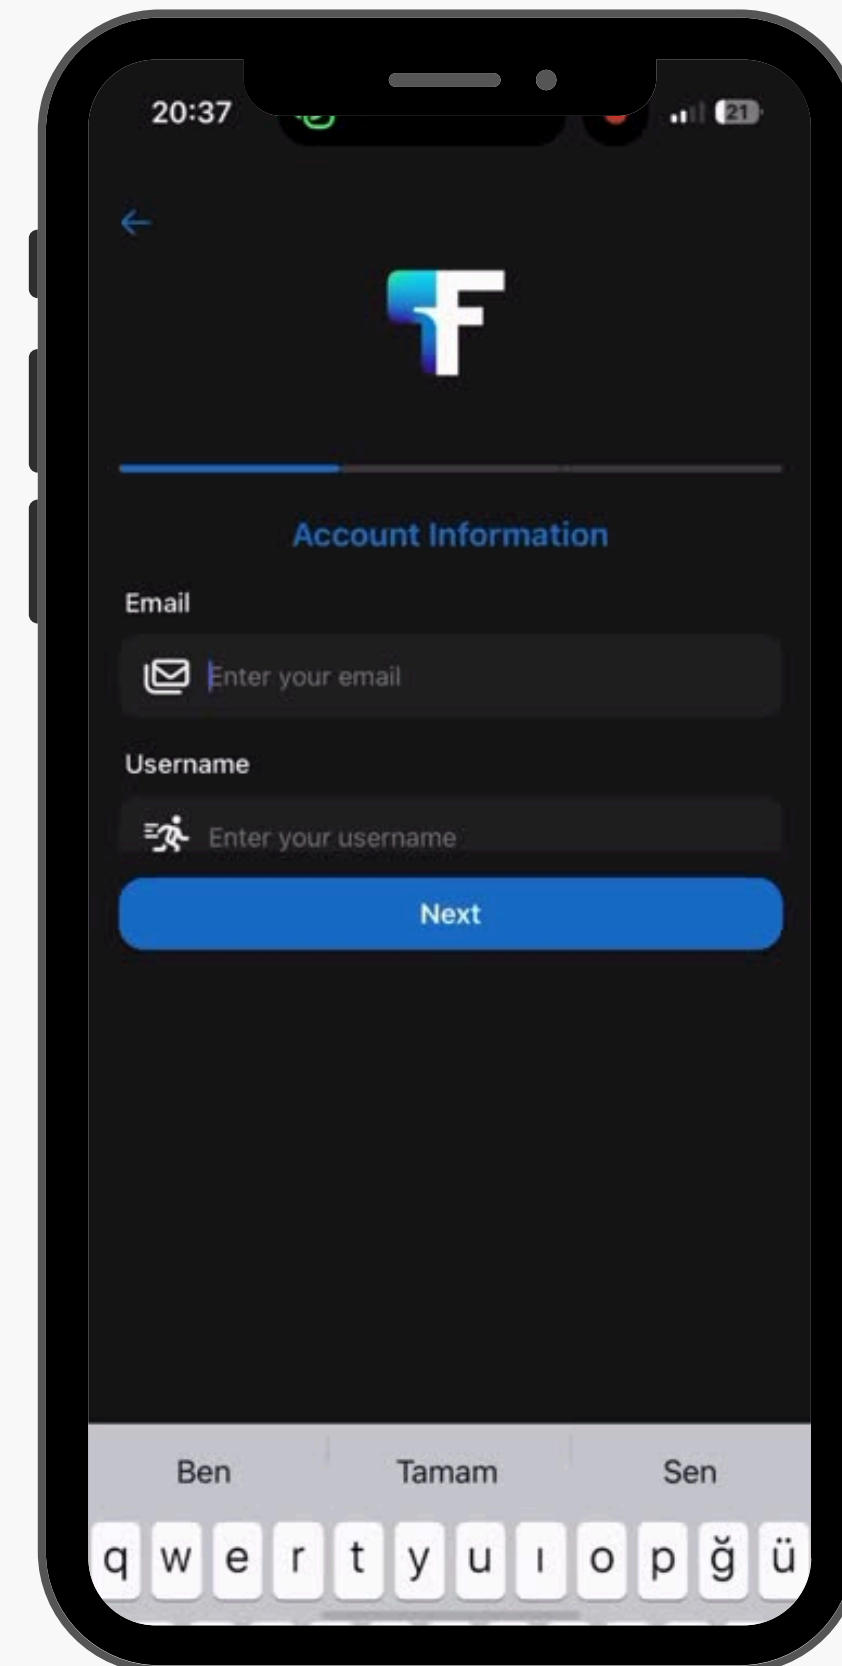 20:37 21
F
Account Information
Email
Enter your email
Username
Enter your username
Next
Ben Tamam Sen
q w e r t y u ı o p ğ ü